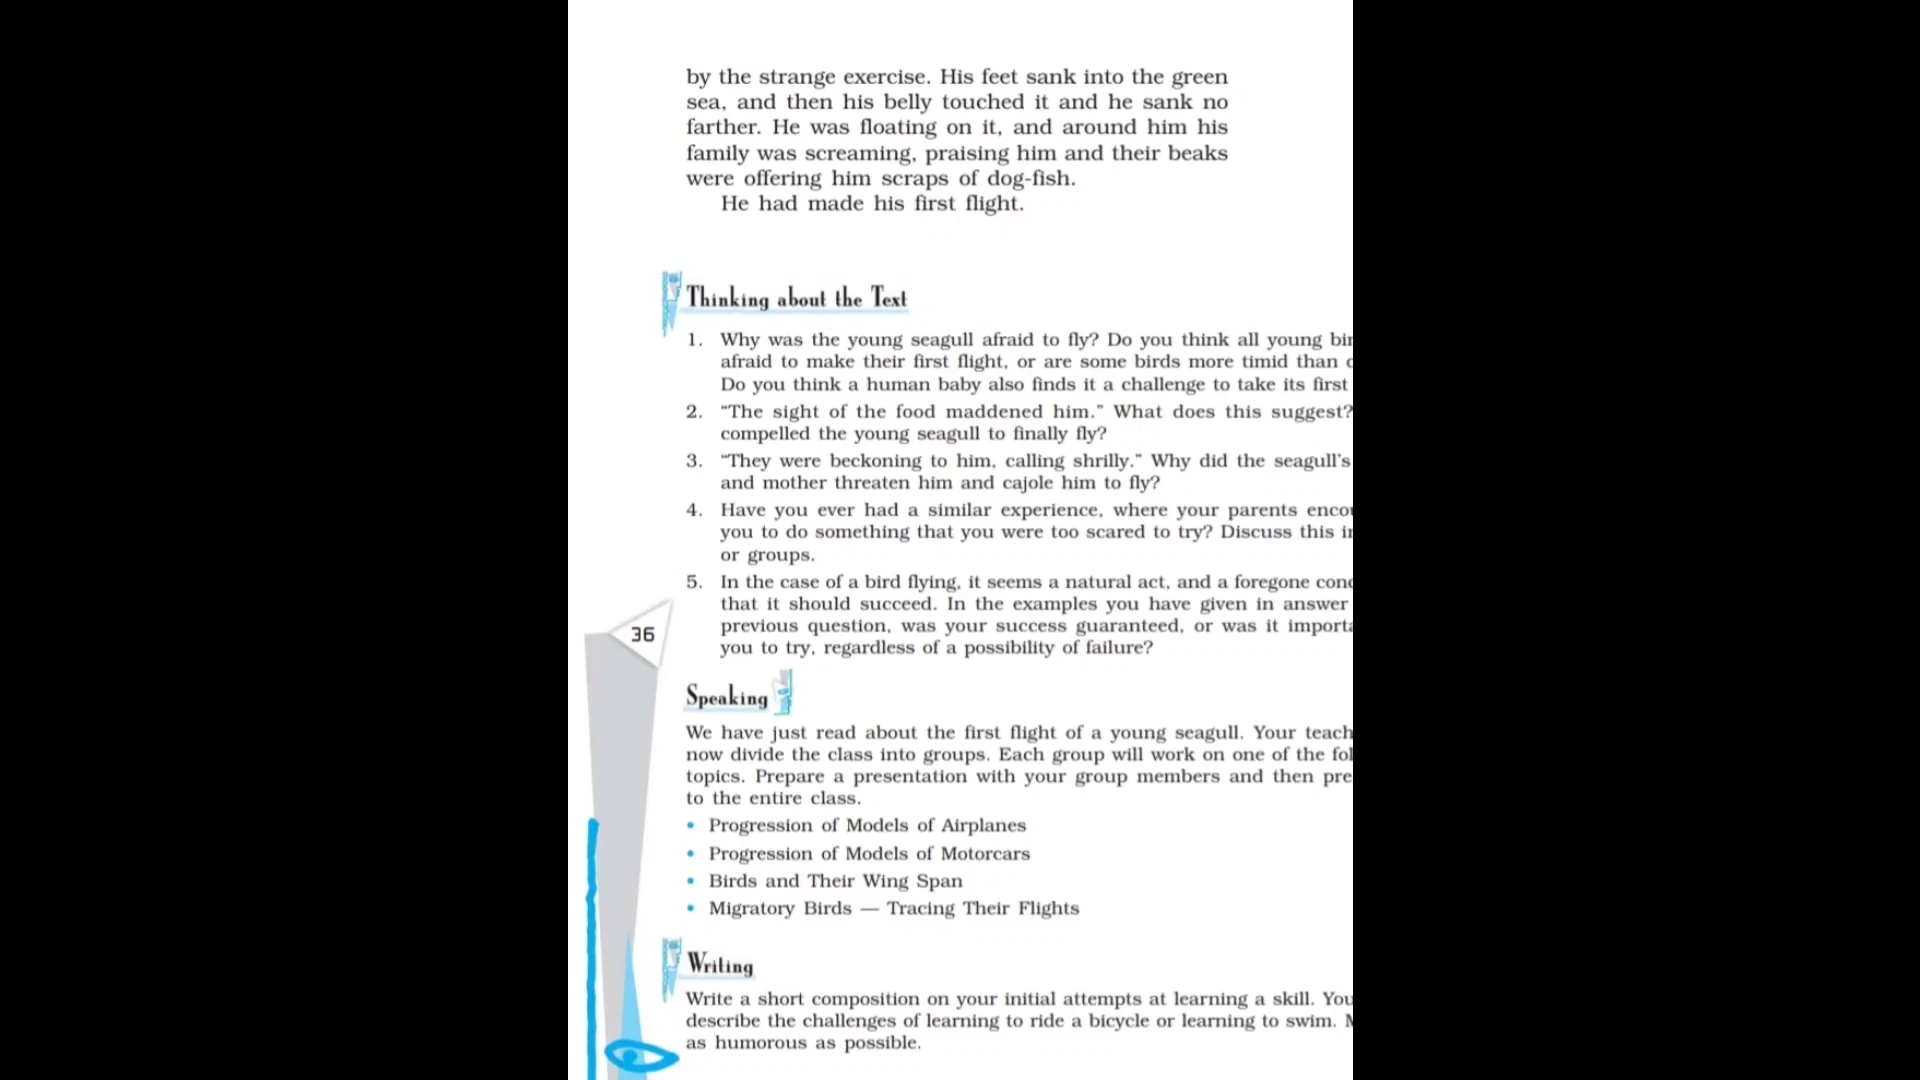 by the strange exercise. His feet sank into the green
sea, and then his belly touched it and he sank no
farther. He was floating on it, and around him his
family was screaming, praising him and their beaks
were offering him scraps of dog-fish.
He had made his first flight.
Thinking about the Text
1. Why was the young seagull afraid to fly? Do you think all young
afraid to make their first flight, or are some birds more timid than
Do you think a human baby also finds it a challenge to take its first
2. “The sight of the food maddened him.” What does this suggest?
compelled the young seagull to finally fly?
3. “They were beckoning to him, calling shrilly.” Why did the seagull’s
and mother threaten him and cajole him to fly?
4. Have you ever had a similar experience, where your parents
you to do something that you were too scared to try? Discuss this
or groups.
5. In the case of a bird flying, it seems a natural act, and a foregone
that it should succeed. In the examples you have given in answer
previous question, was your success guaranteed, or was it
you to try, regardless of a possibility of failure?
36
Speaking
We have just read about the first flight of a young seagull. Your
now divide the class into groups. Each group will work on one of the
topics. Prepare a presentation with your group members and then
to the entire class.
• Progression of Models of Airplanes
• Progression of Models of Motorcars
• Birds and Their Wing Span
• Migratory Birds — Tracing Their Flights
Writing
Write a short composition on your initial attempts at learning a skill.
describe the challenges of learning to ride a bicycle or learning to swim.
as humorous as possible.